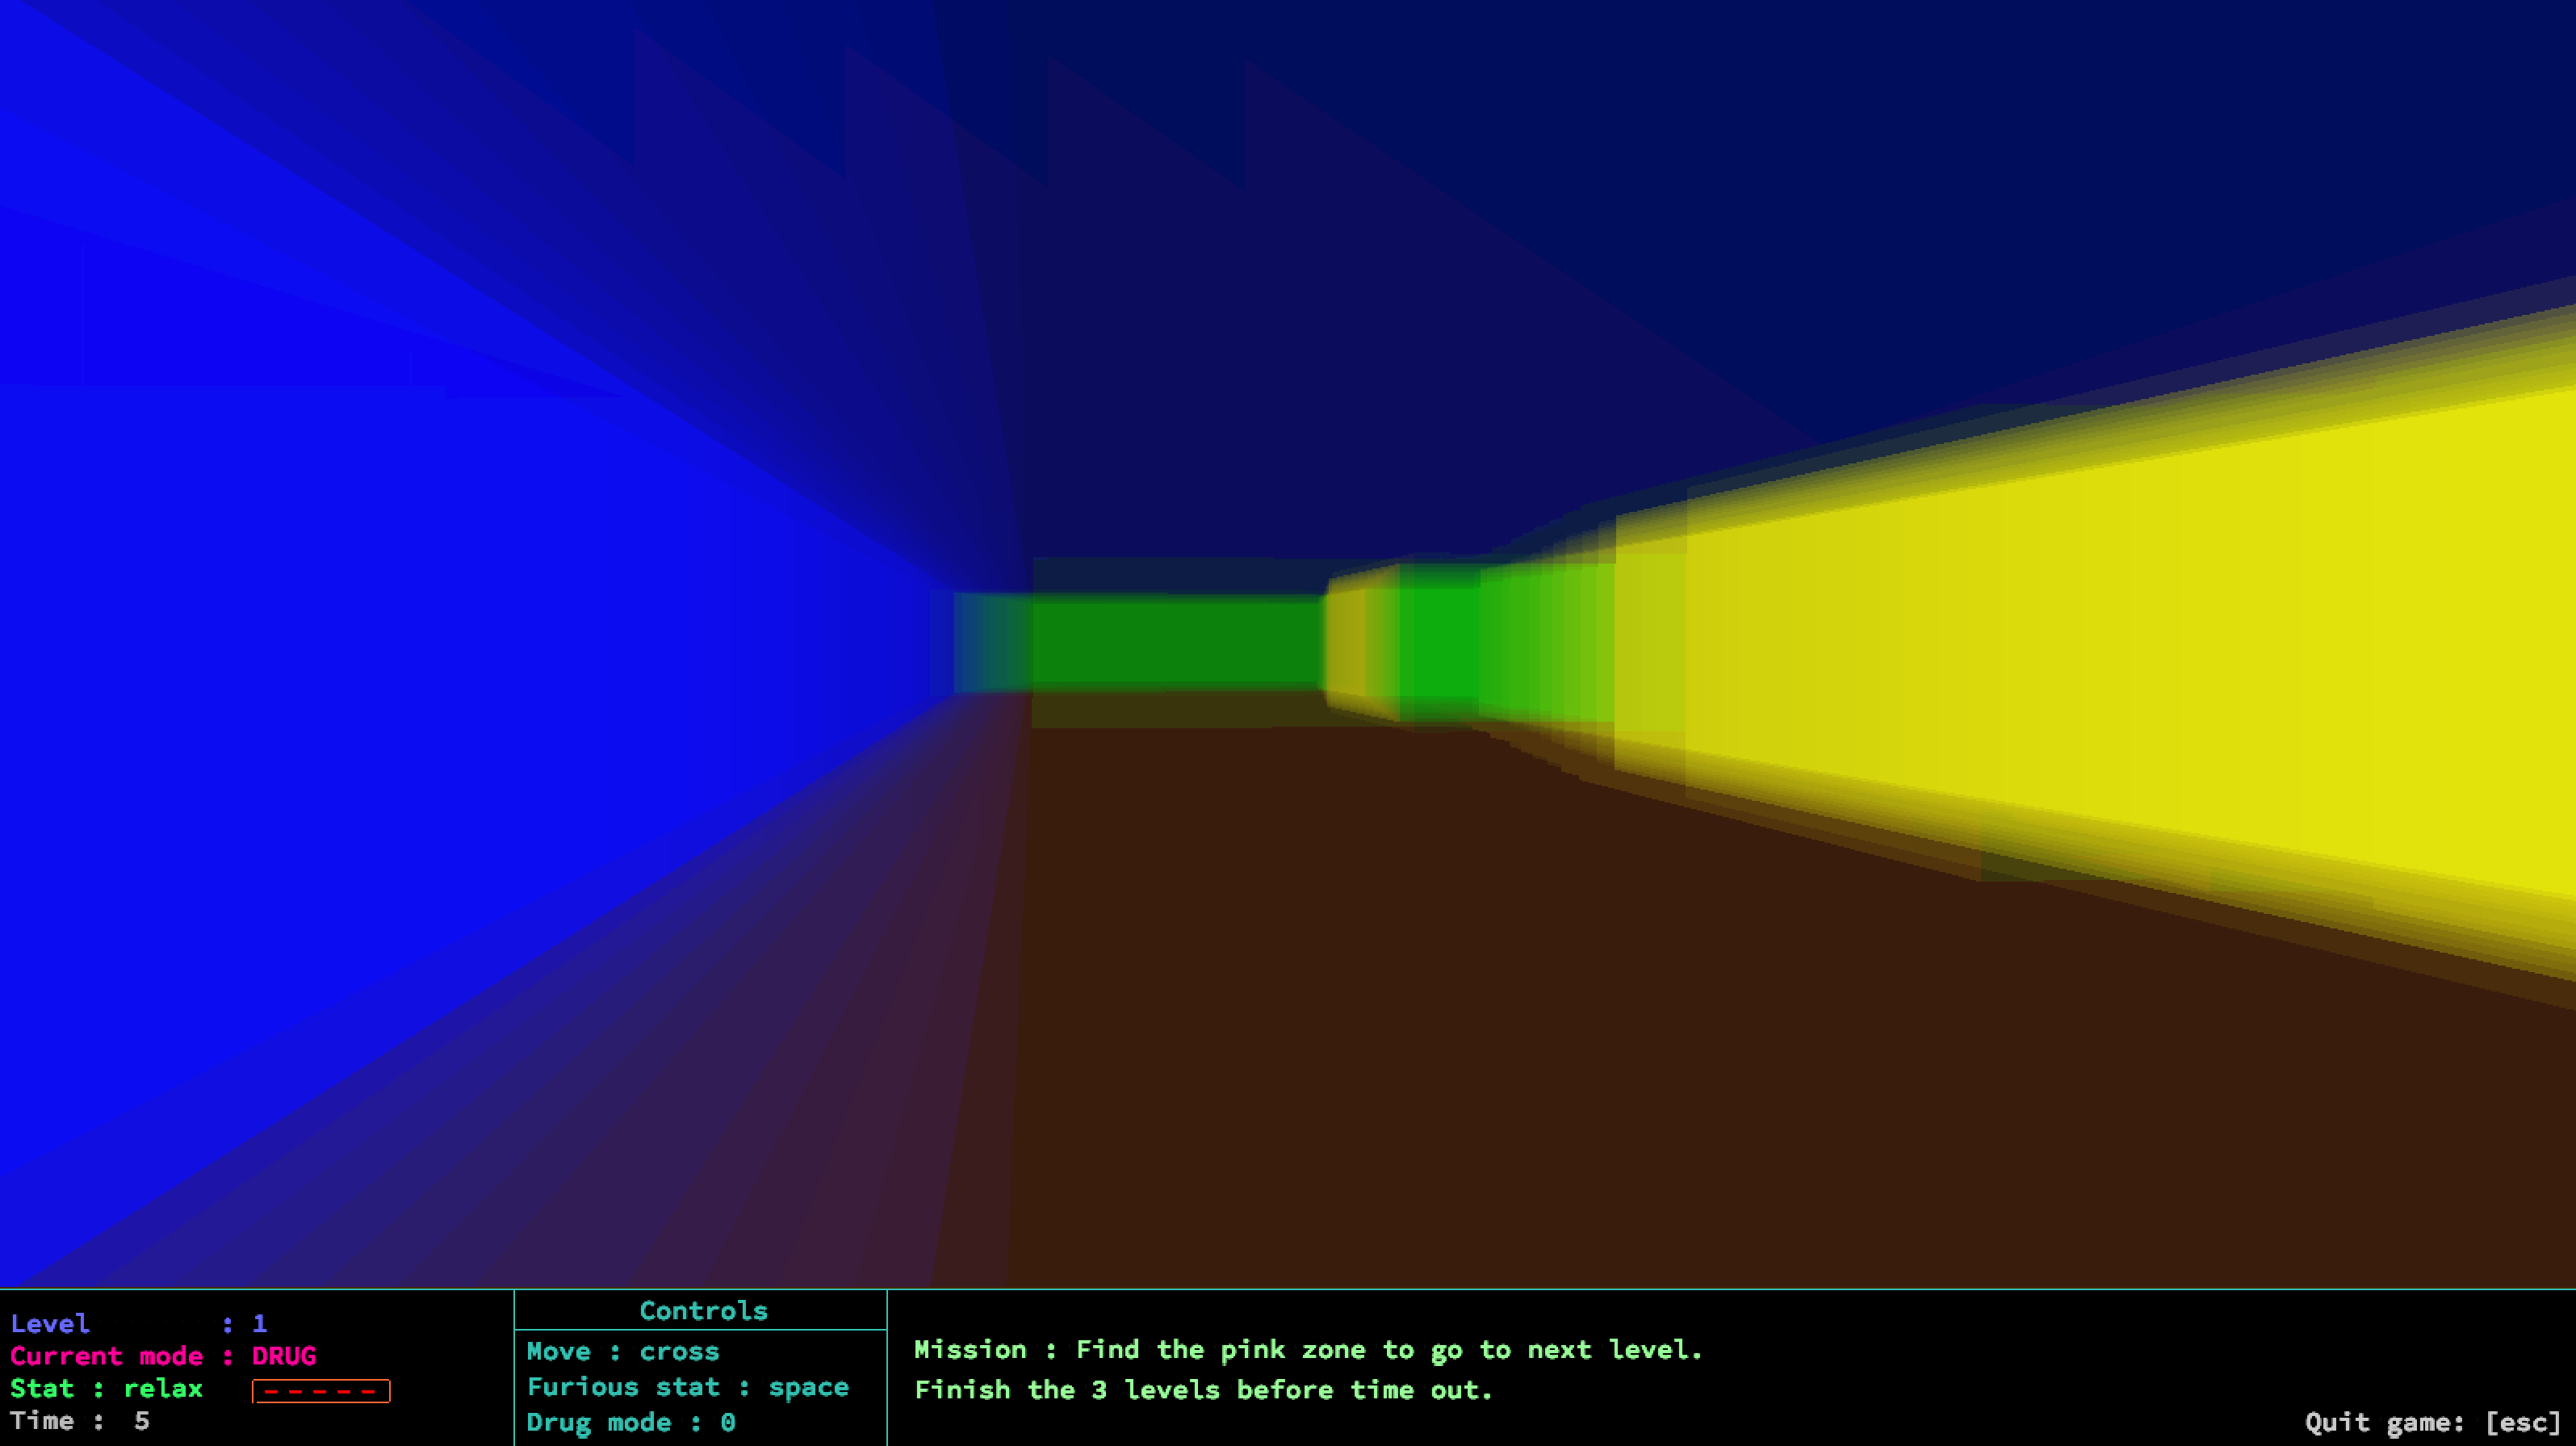 Level : 1
Current mode : DRUG
Stat : relax - - - - -
Time : 5
Controls
Move : cross
Furious stat : space
Drug mode : 0
Mission : Find the pink zone to go to next level.
Finish the 3 levels before time out.
Quit game: [esc]